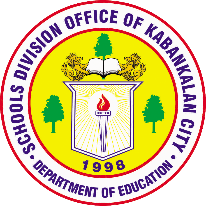 SCHOOLS DIVISION OFFICE OF KABANKALAN CITY
1998
• DEPARTMENT OF EDUCATION •